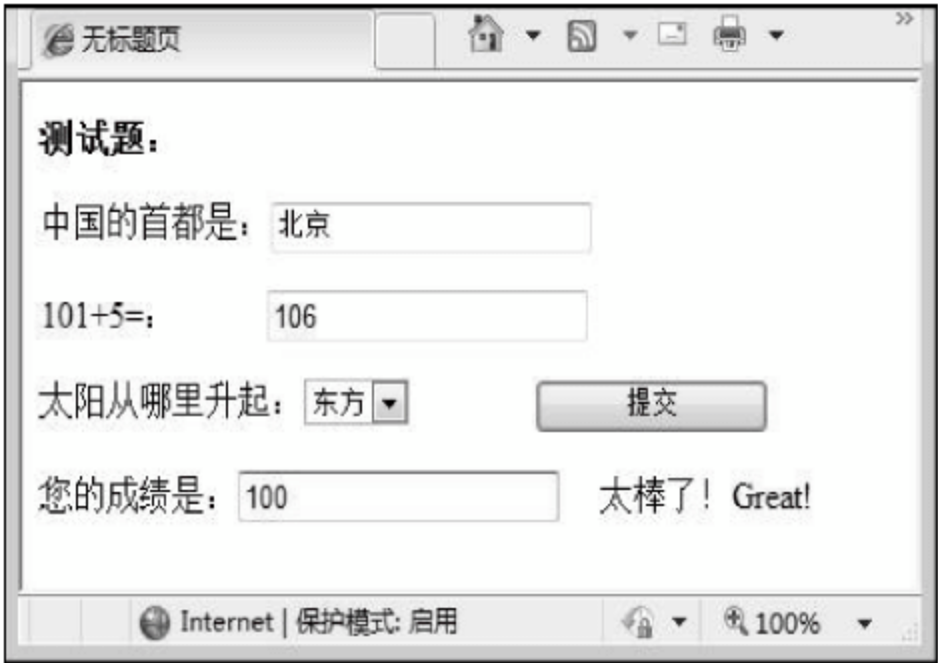 无标题页
»
测试题：
中国的首都是： 北京
101+5=： 106
太阳从哪里升起： 东方 提交
您的成绩是： 100 太棒了！ Great!
Internet | 保护模式: 启用 100%